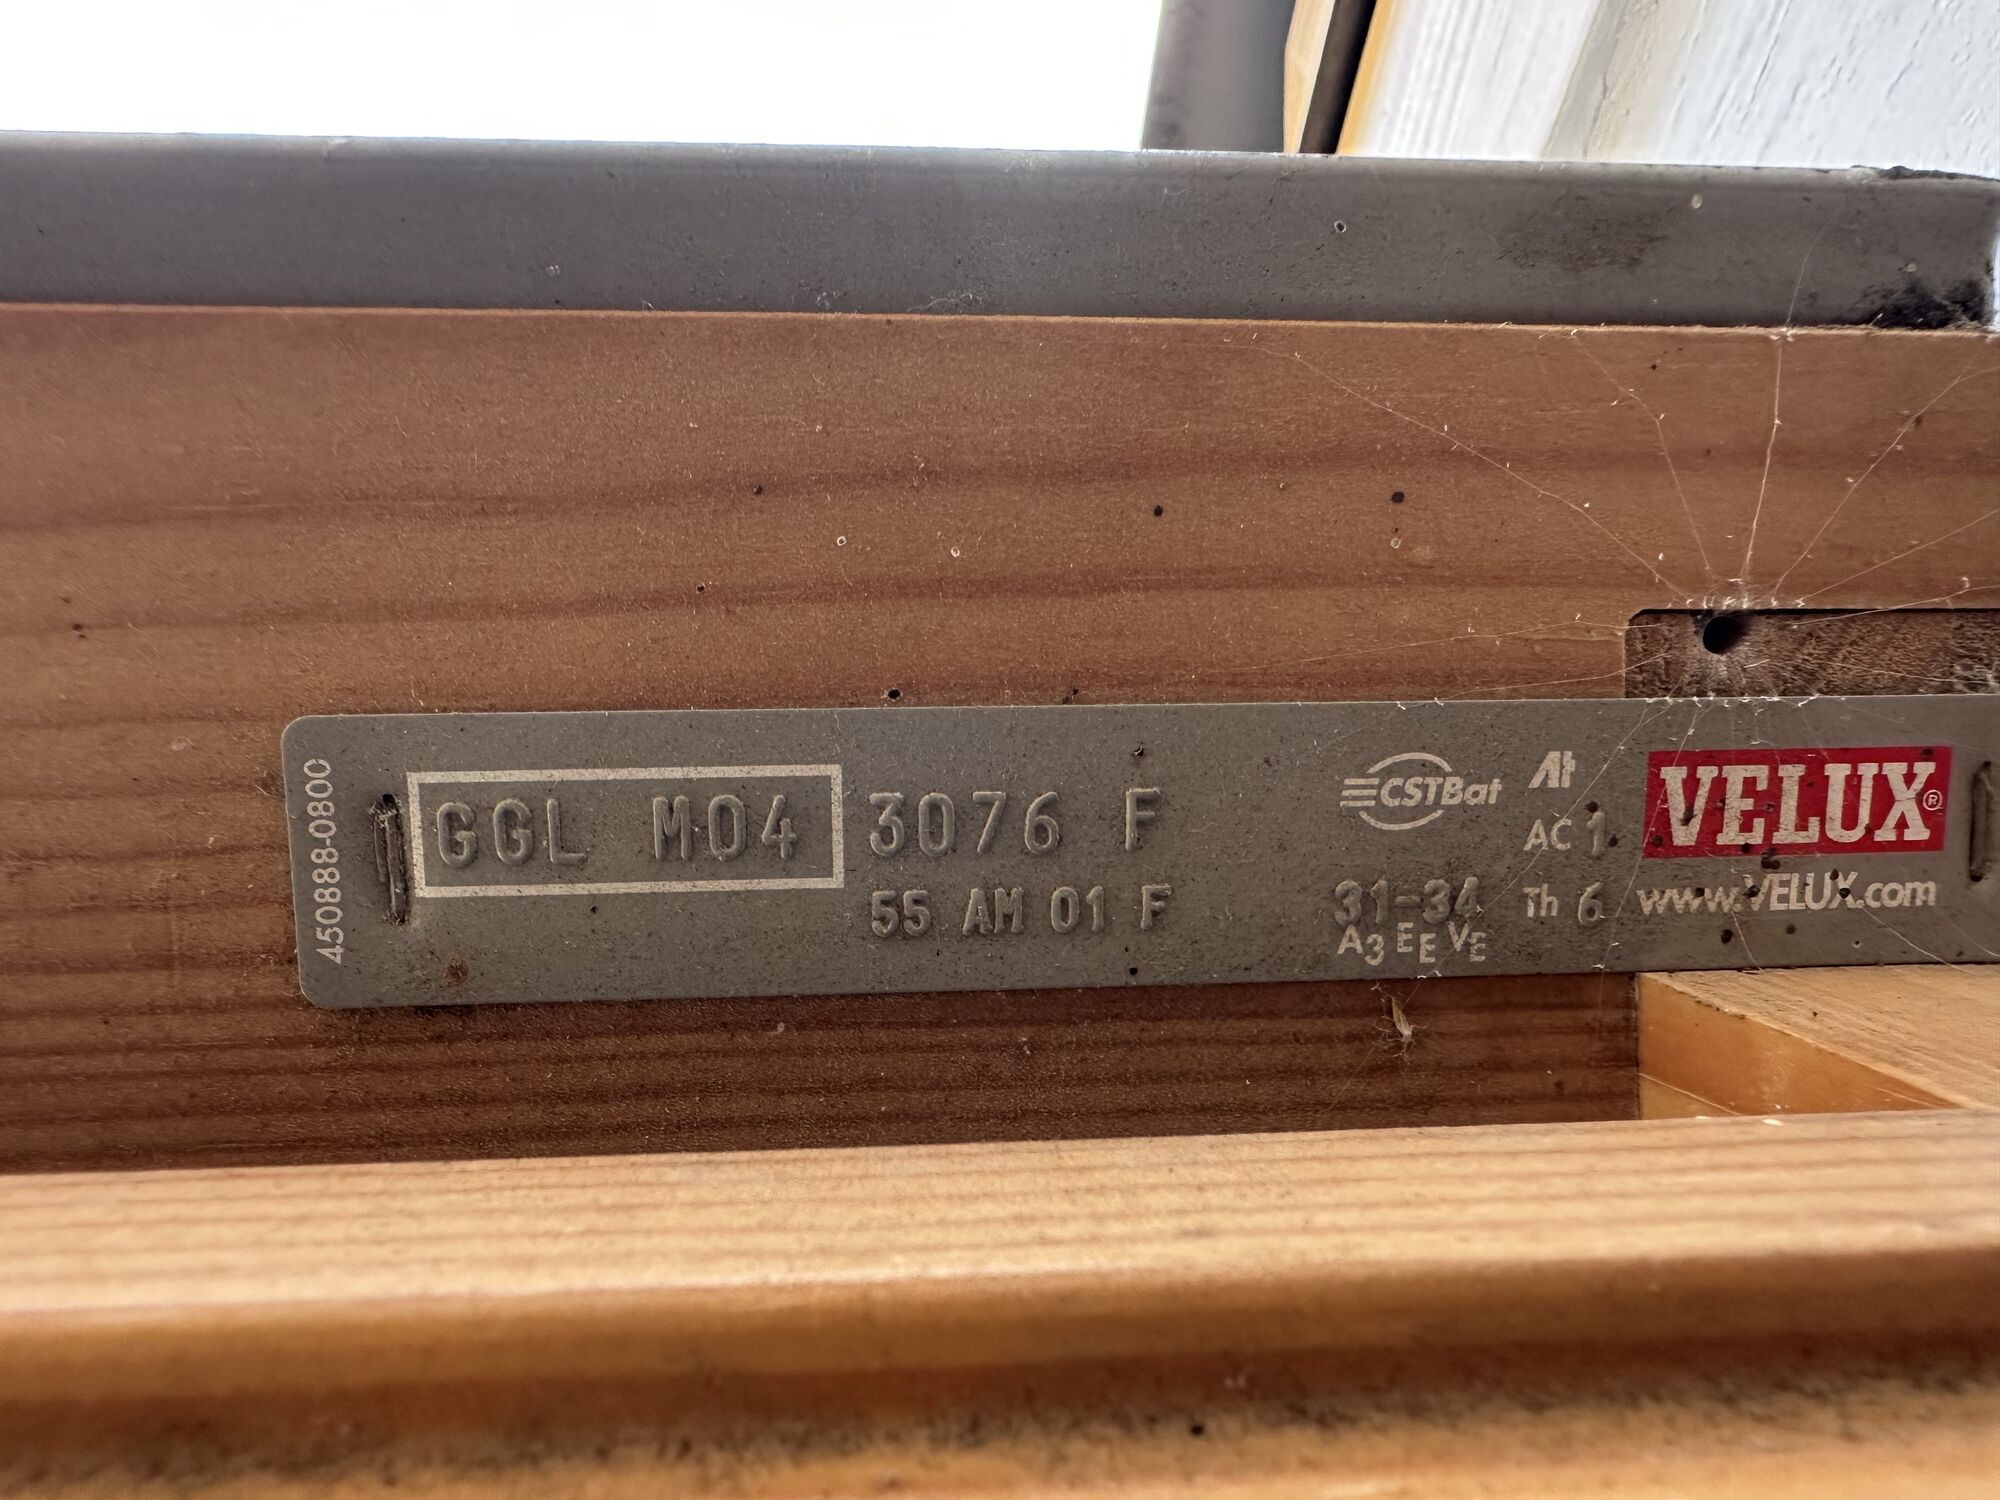 450888-0800
GGL M04 3076 F
55 AM 01 F
CSTBat
31-34
A3 EE VE
AC 1
Th 6
VELUX®
www.VELUX.com